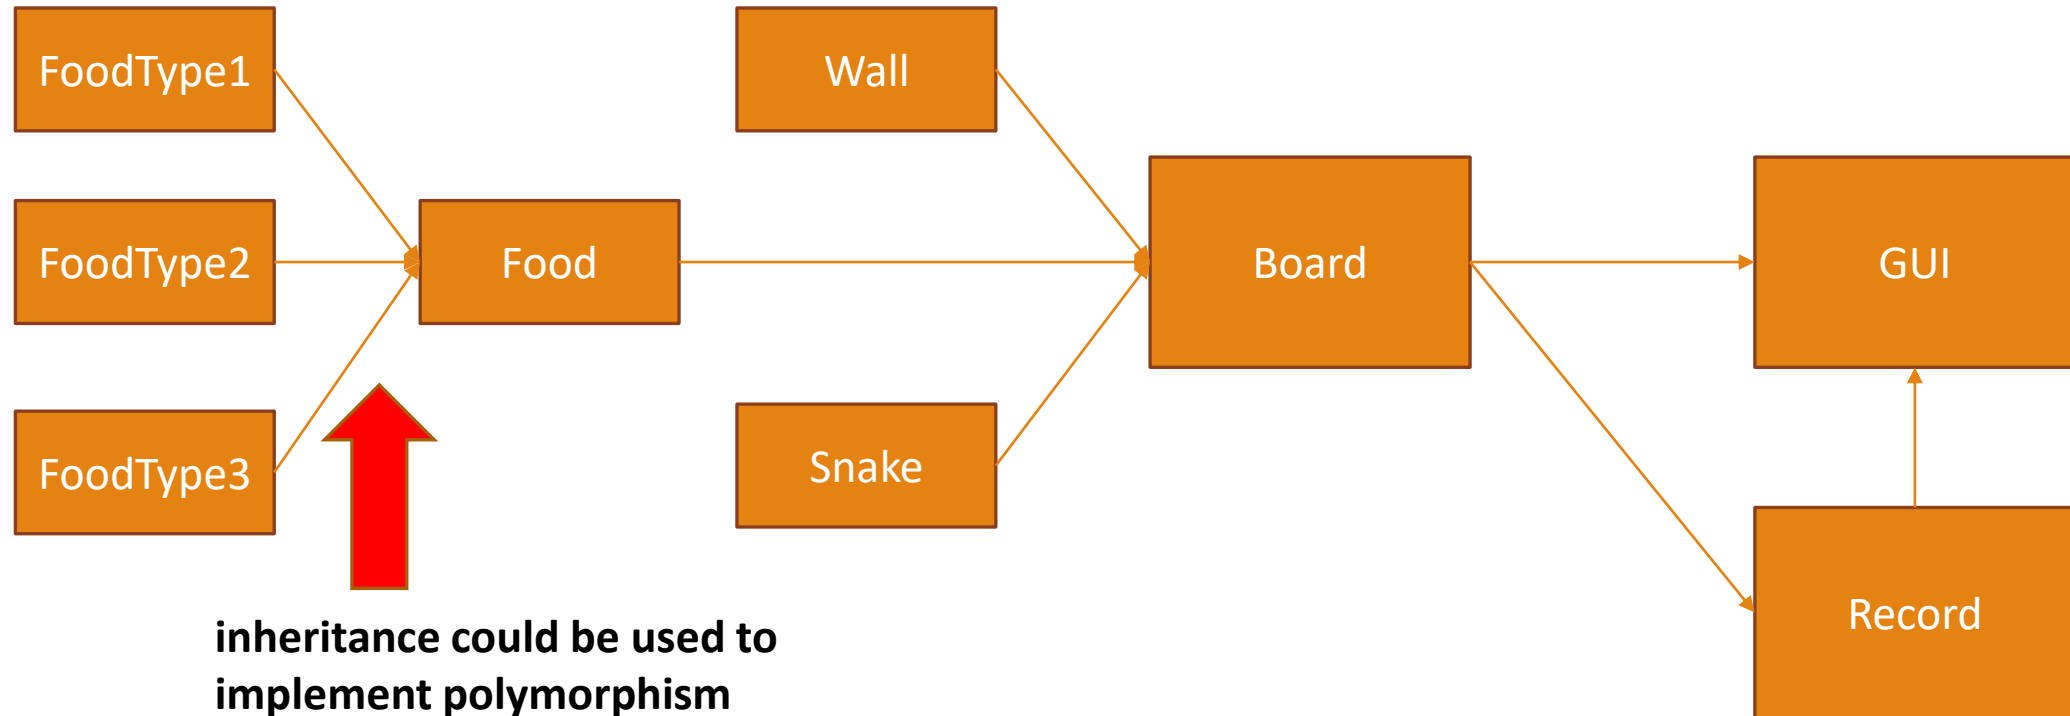 FoodType1
Wall
FoodType2
Food
Board
GUI
FoodType3
Snake
Record
inheritance could be used to
implement polymorphism